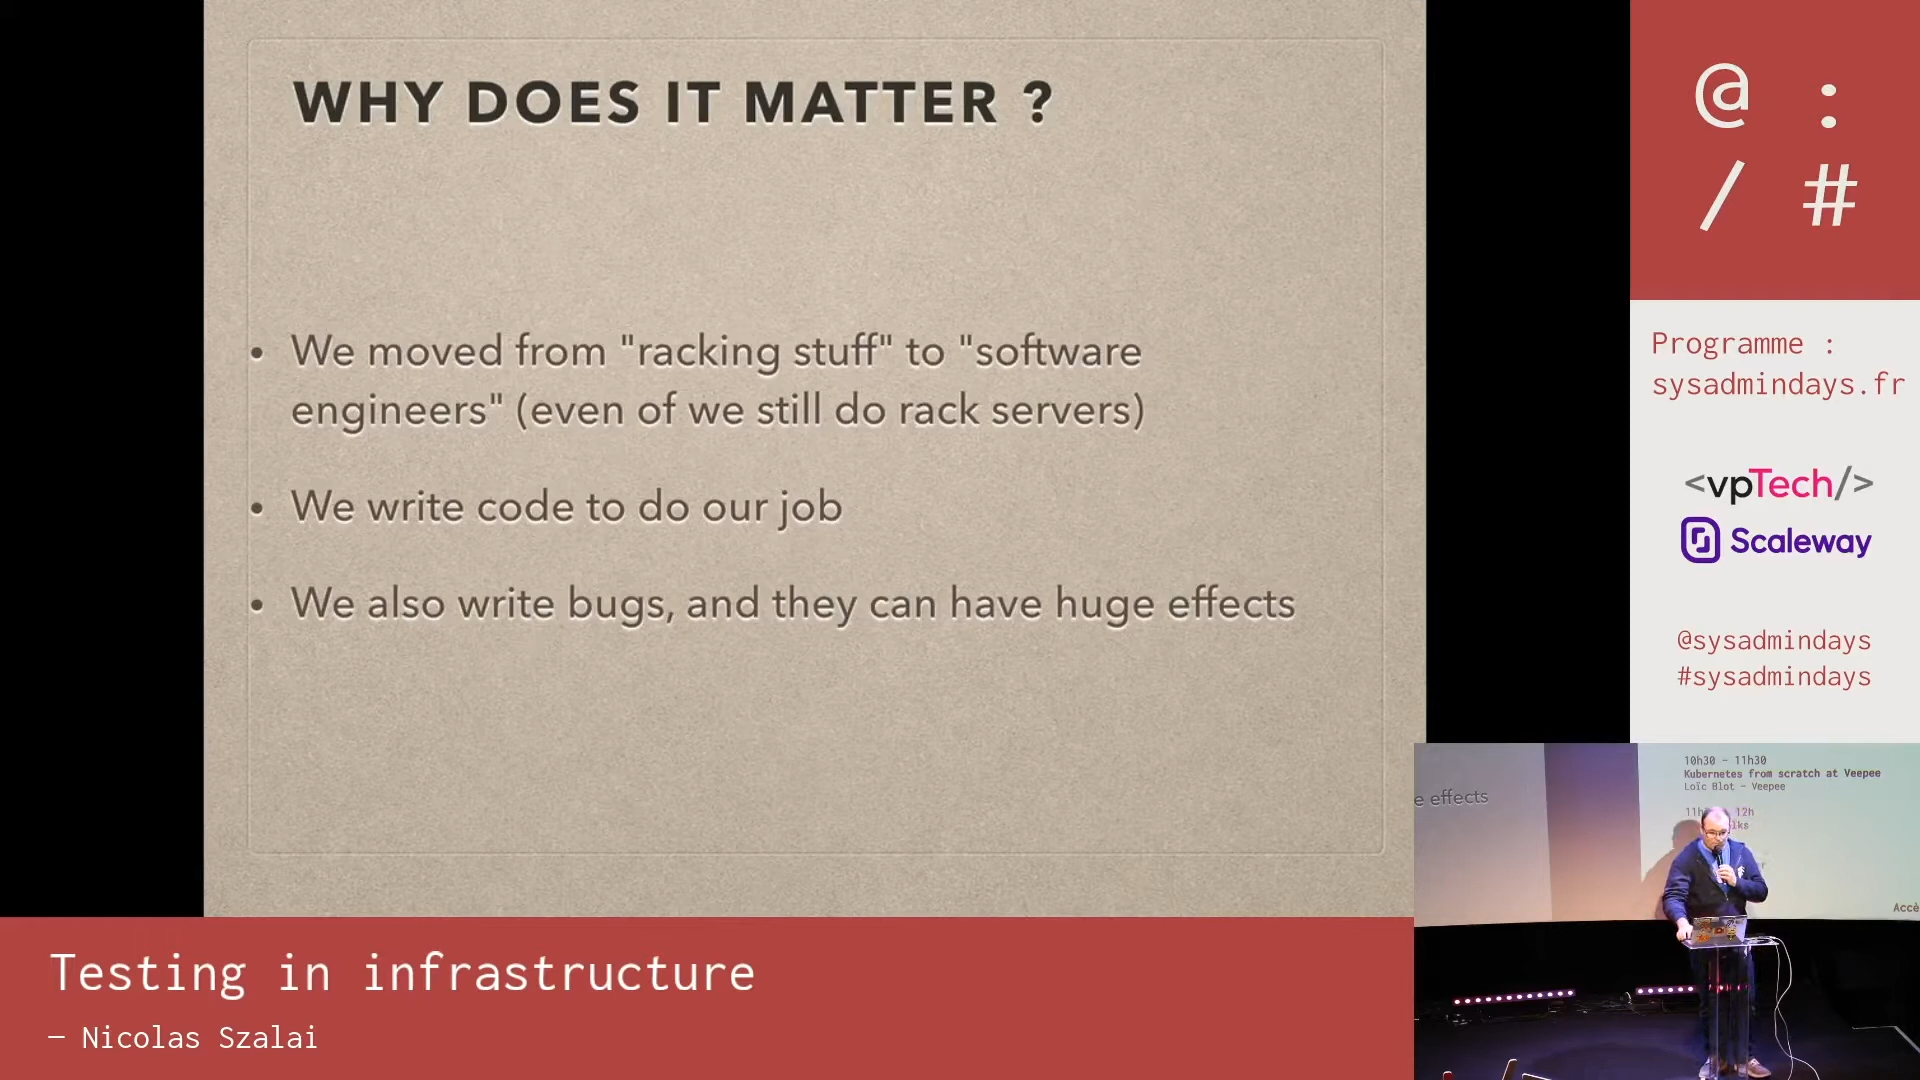 WHY DOES IT MATTER ?
• We moved from "racking stuff" to "software
engineers" (even of we still do rack servers)
• We write code to do our job
• We also write bugs, and they can have huge effects
@ :
/ #
Programme :
sysadmindays.fr
<vpTech/>
Scaleway
@sysadmindays
#sysadmindays
effects
10h30 - 11h30
Kubernetes from scratch at Veepee
Loïc Blot - Veepee
12h
Accè
Testing in infrastructure
— Nicolas Szalai